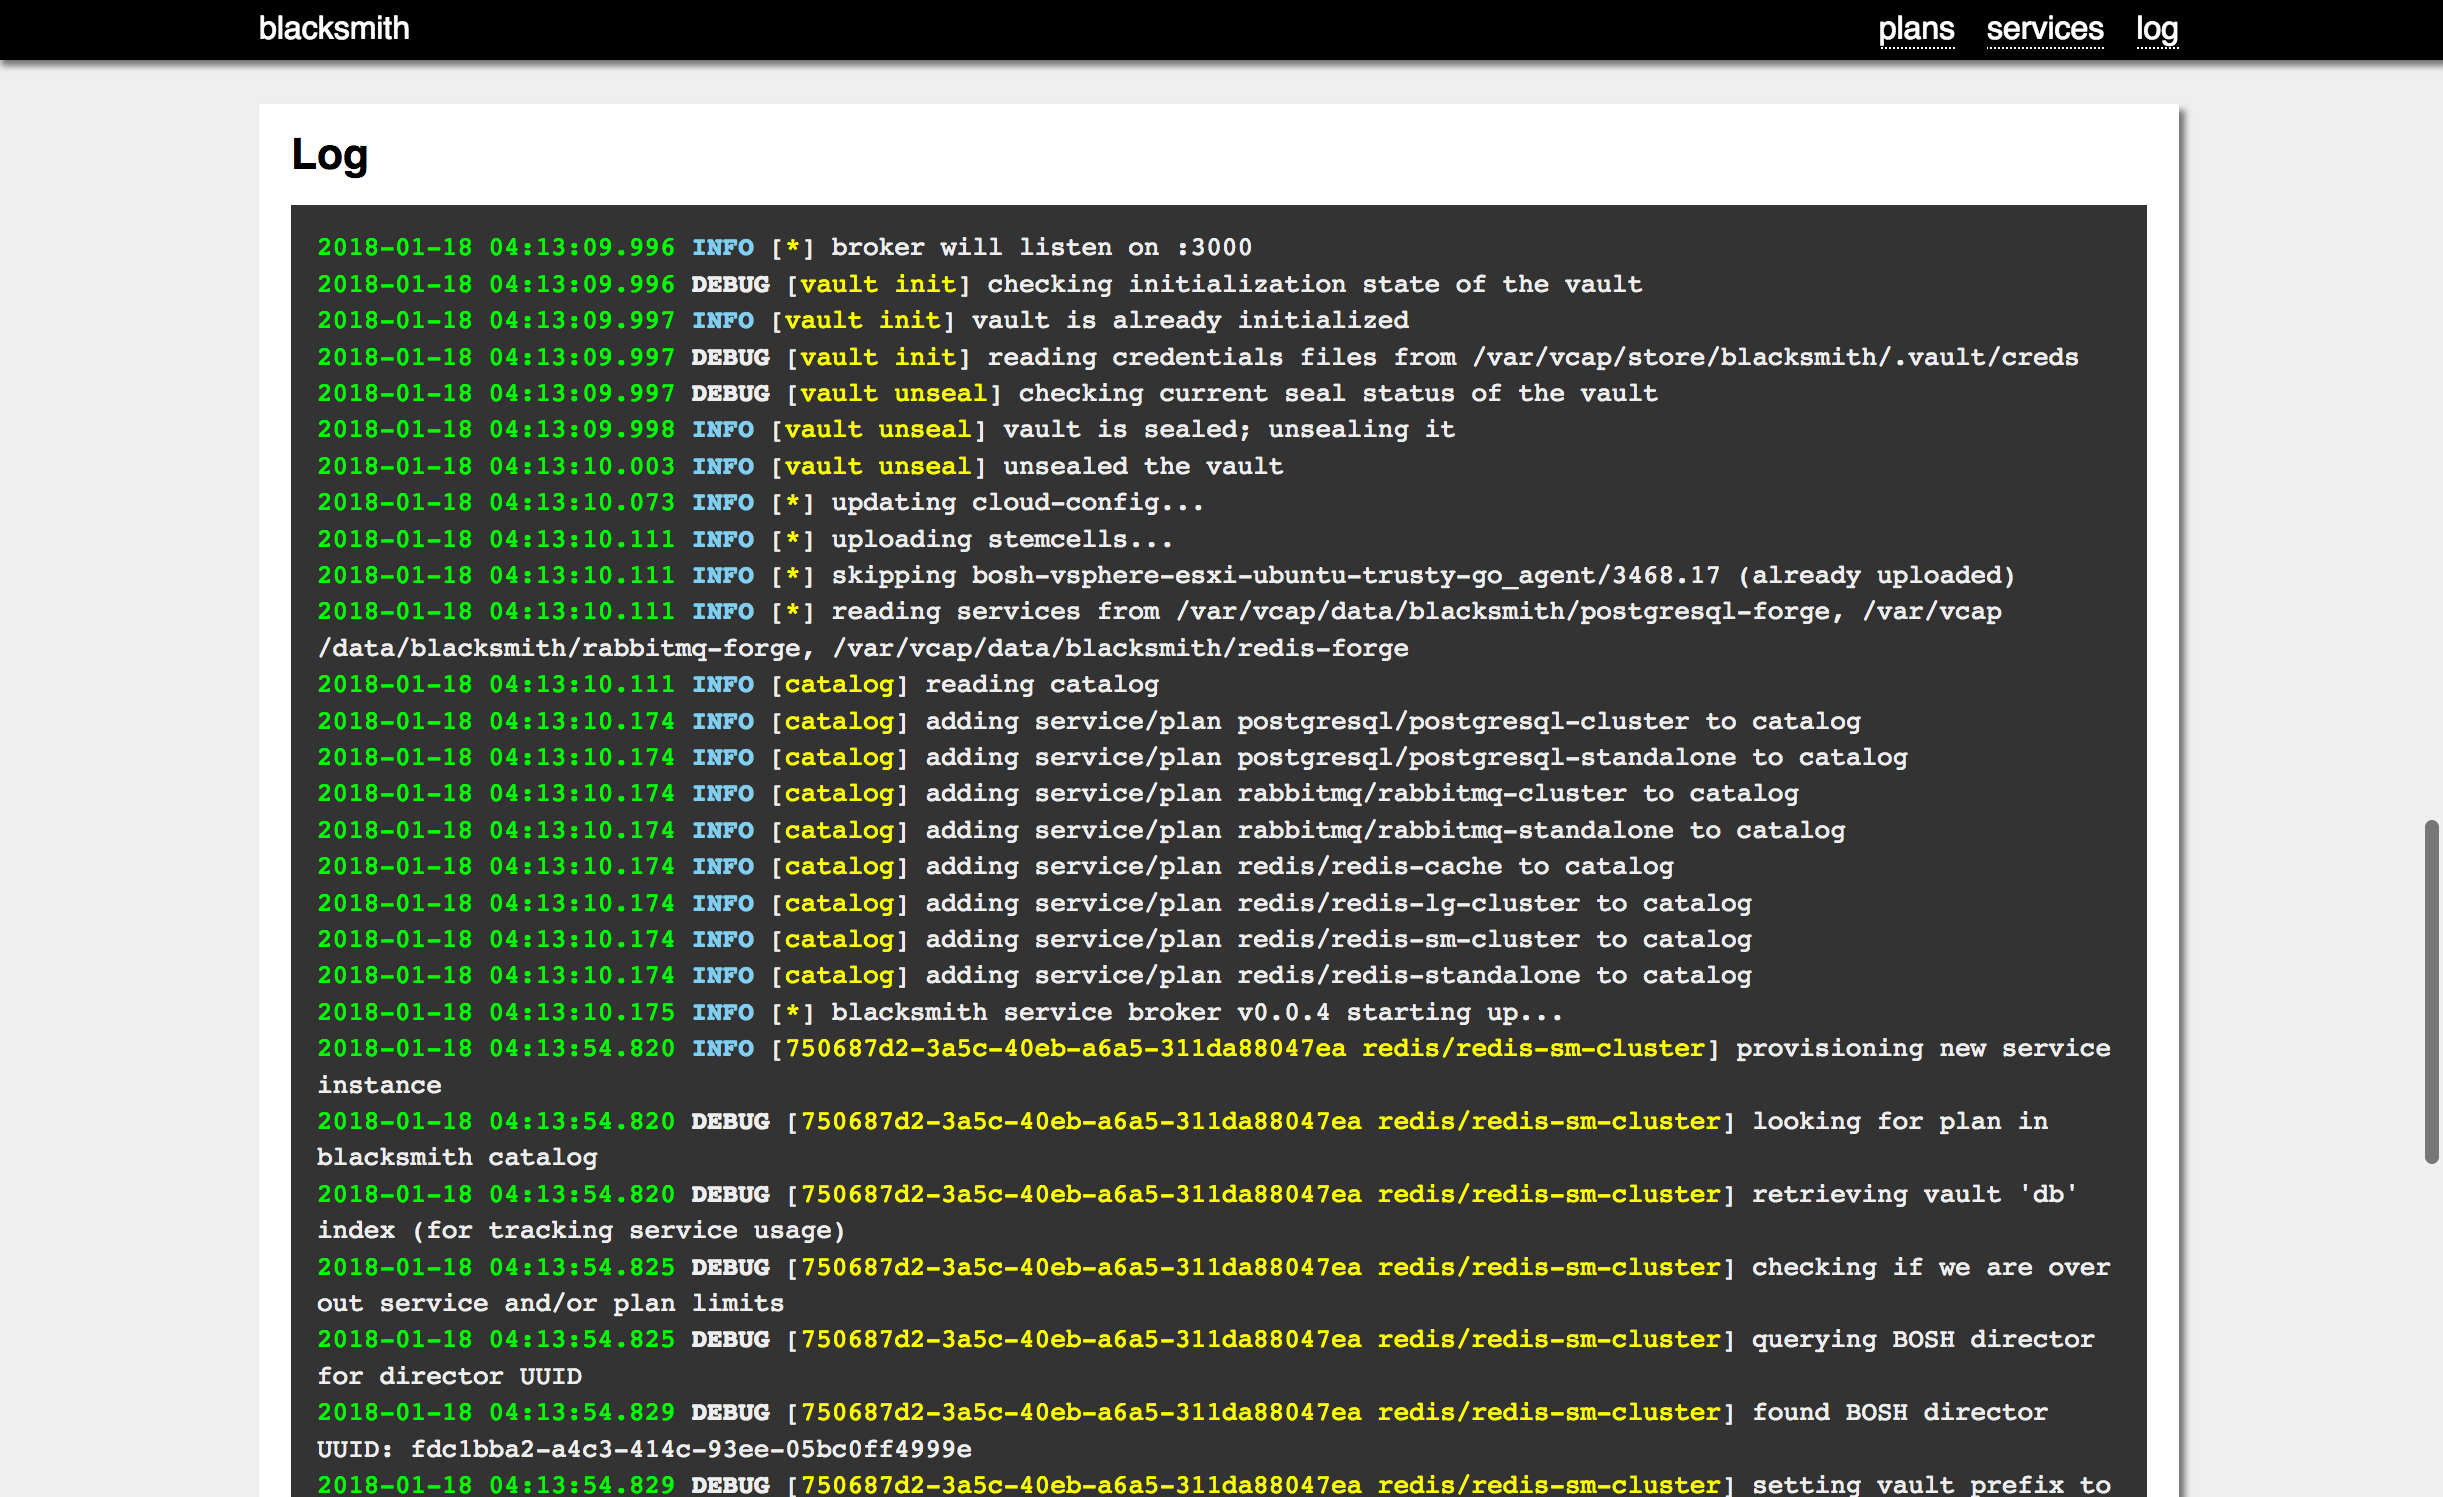 blacksmith plans services log
Log
2018-01-18 04:13:09.996 INFO [*] broker will listen on :3000
2018-01-18 04:13:09.996 DEBUG [vault init] checking initialization state of the vault
2018-01-18 04:13:09.997 INFO [vault init] vault is already initialized
2018-01-18 04:13:09.997 DEBUG [vault init] reading credentials files from /var/vcap/store/blacksmith/.vault/creds
2018-01-18 04:13:09.997 DEBUG [vault unseal] checking current seal status of the vault
2018-01-18 04:13:09.998 INFO [vault unseal] vault is sealed; unsealing it
2018-01-18 04:13:10.003 INFO [vault unseal] unsealed the vault
2018-01-18 04:13:10.073 INFO [*] updating cloud-config...
2018-01-18 04:13:10.111 INFO [*] uploading stemcells...
2018-01-18 04:13:10.111 INFO [*] skipping bosh-vsphere-esxi-ubuntu-trusty-go_agent/3468.17 (already uploaded)
2018-01-18 04:13:10.111 INFO [*] reading services from /var/vcap/data/blacksmith/postgresql-forge, /var/vcap
/data/blacksmith/rabbitmq-forge, /var/vcap/data/blacksmith/redis-forge
2018-01-18 04:13:10.111 INFO [catalog] reading catalog
2018-01-18 04:13:10.174 INFO [catalog] adding service/plan postgresql/postgresql-cluster to catalog
2018-01-18 04:13:10.174 INFO [catalog] adding service/plan postgresql/postgresql-standalone to catalog
2018-01-18 04:13:10.174 INFO [catalog] adding service/plan rabbitmq/rabbitmq-cluster to catalog
2018-01-18 04:13:10.174 INFO [catalog] adding service/plan rabbitmq/rabbitmq-standalone to catalog
2018-01-18 04:13:10.174 INFO [catalog] adding service/plan redis/redis-cache to catalog
2018-01-18 04:13:10.174 INFO [catalog] adding service/plan redis/redis-lg-cluster to catalog
2018-01-18 04:13:10.174 INFO [catalog] adding service/plan redis/redis-sm-cluster to catalog
2018-01-18 04:13:10.174 INFO [catalog] adding service/plan redis/redis-standalone to catalog
2018-01-18 04:13:10.175 INFO [*] blacksmith service broker v0.0.4 starting up...
2018-01-18 04:13:54.820 INFO [750687d2-3a5c-40eb-a6a5-311da88047ea redis/redis-sm-cluster] provisioning new service
instance
2018-01-18 04:13:54.820 DEBUG [750687d2-3a5c-40eb-a6a5-311da88047ea redis/redis-sm-cluster] looking for plan in
blacksmith catalog
2018-01-18 04:13:54.820 DEBUG [750687d2-3a5c-40eb-a6a5-311da88047ea redis/redis-sm-cluster] retrieving vault 'db'
index (for tracking service usage)
2018-01-18 04:13:54.825 DEBUG [750687d2-3a5c-40eb-a6a5-311da88047ea redis/redis-sm-cluster] checking if we are over
out service and/or plan limits
2018-01-18 04:13:54.825 DEBUG [750687d2-3a5c-40eb-a6a5-311da88047ea redis/redis-sm-cluster] querying BOSH director
for director UUID
2018-01-18 04:13:54.829 DEBUG [750687d2-3a5c-40eb-a6a5-311da88047ea redis/redis-sm-cluster] found BOSH director
UUID: fdc1bba2-a4c3-414c-93ee-05bc0ff4999e
2018-01-18 04:13:54.829 DEBUG [750687d2-3a5c-40eb-a6a5-311da88047ea redis/redis-sm-cluster] setting vault prefix to